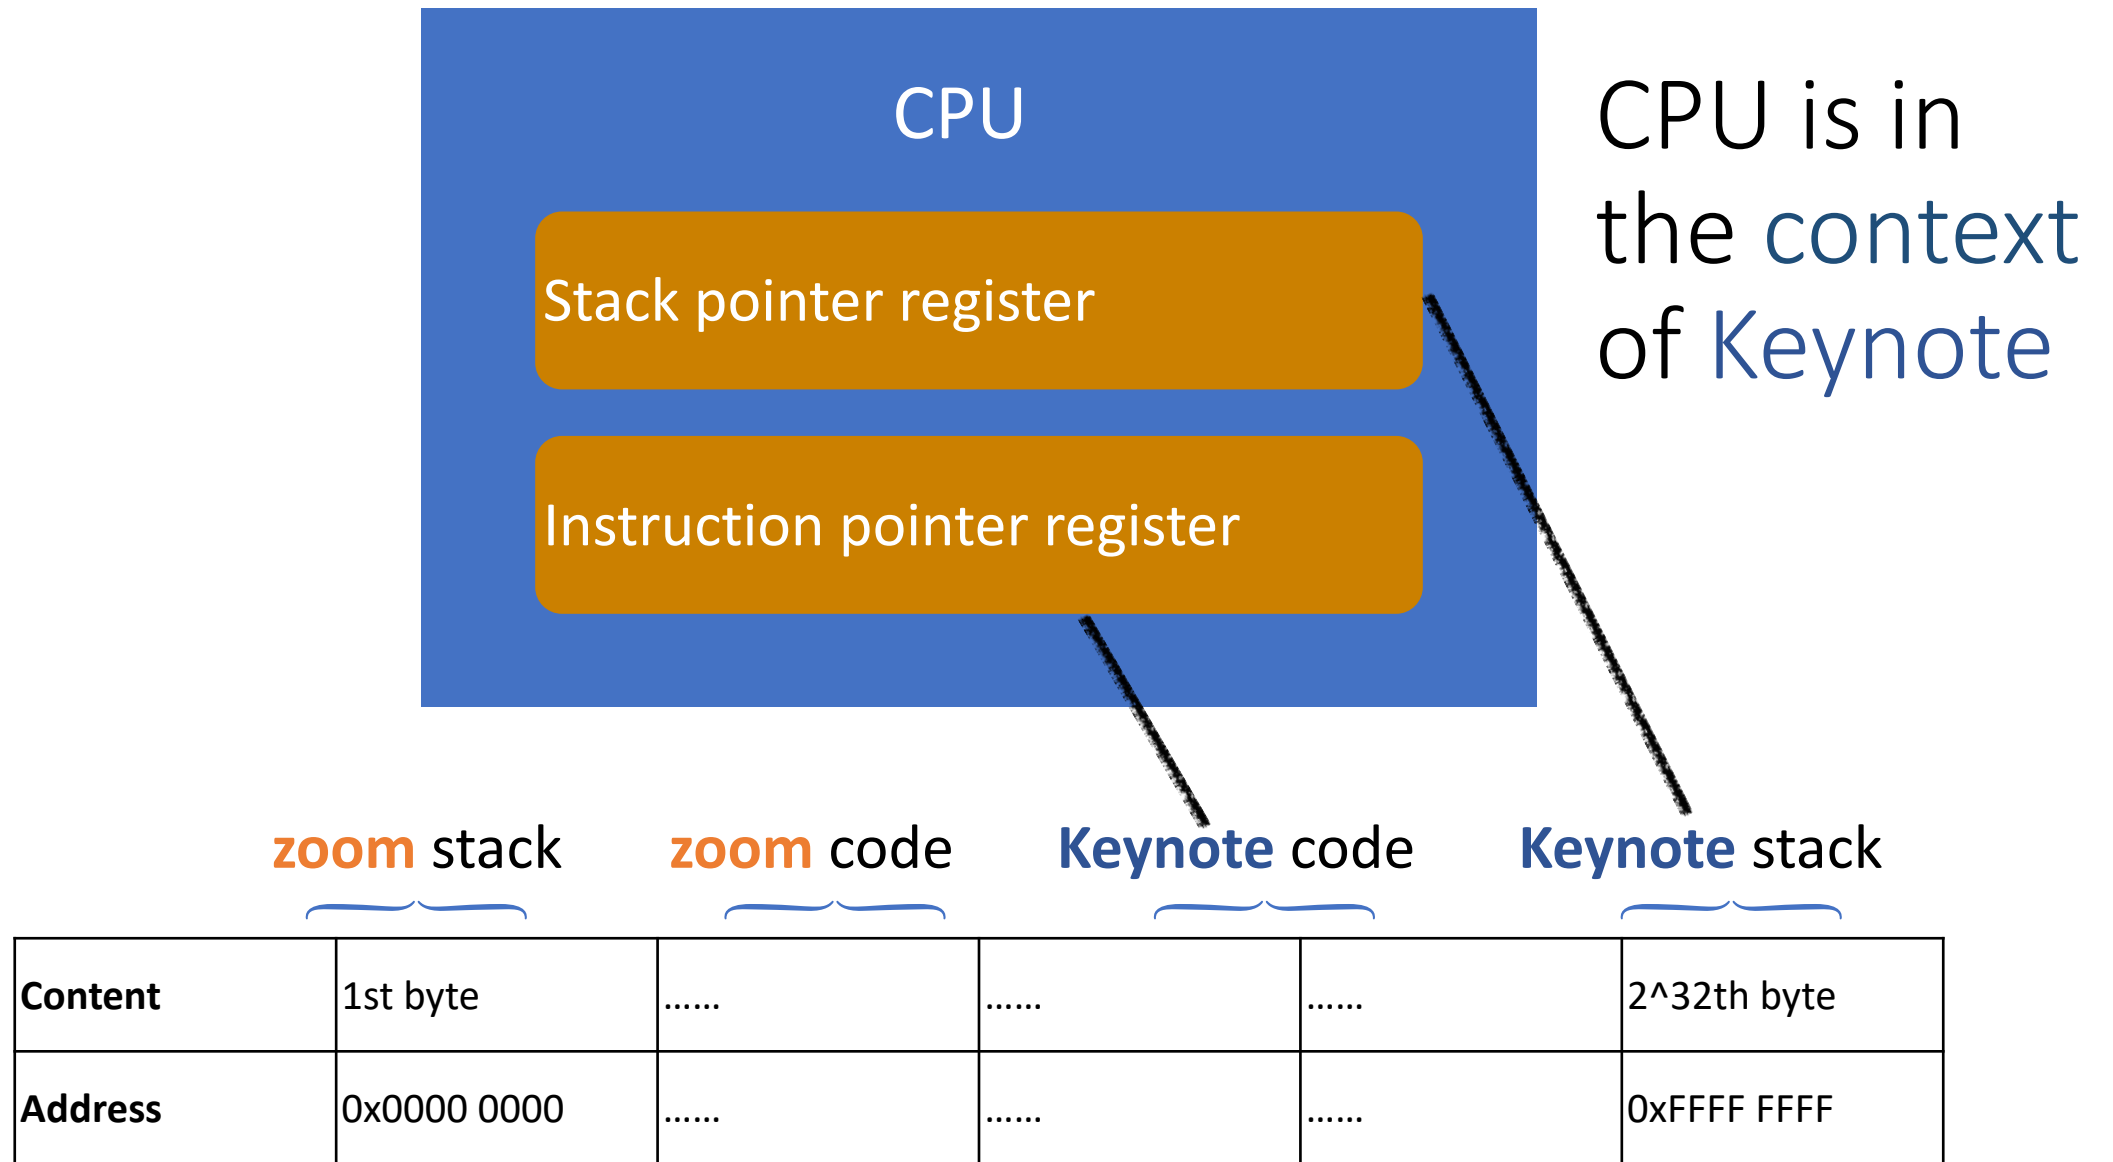 CPU
CPU is in
the context
of Keynote
Stack pointer register
Instruction pointer register
zoom stack zoom code Keynote code Keynote stack
Content 1st byte ...... ...... ...... 2^32th byte
Address 0x0000 0000 ...... ...... ...... 0xFFFF FFFF